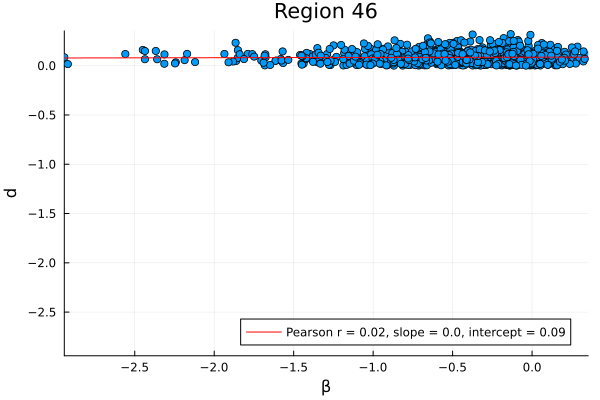 Region 46
d
0.0
−0.5
−1.0
−1.5
−2.0
−2.5
Pearson r = 0.02, slope = 0.0, intercept = 0.09
−2.5 −2.0 −1.5 −1.0 −0.5 0.0
β